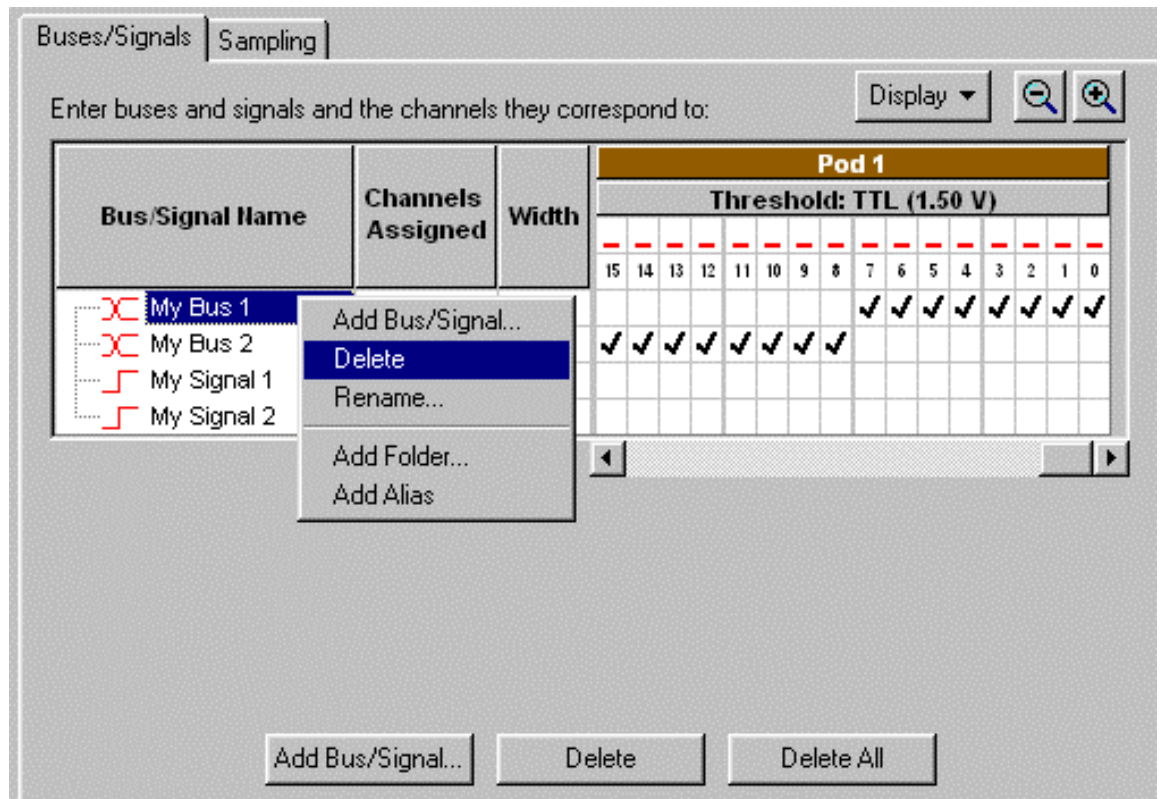 Buses/Signals Sampling
Enter buses and signals and the channels they correspond to:
Display
Bus/Signal Name
Channels
Assigned
Width
Pod 1
Threshold: TTL (1.50 V)
15 14 13 12 11 10 9 8 7 6 5 4 3 2 1 0
My Bus 1
My Bus 2
My Signal 1
My Signal 2
Add Bus/Signal...
Delete
Rename...
Add Folder...
Add Alias
Add Bus/Signal... Delete Delete All